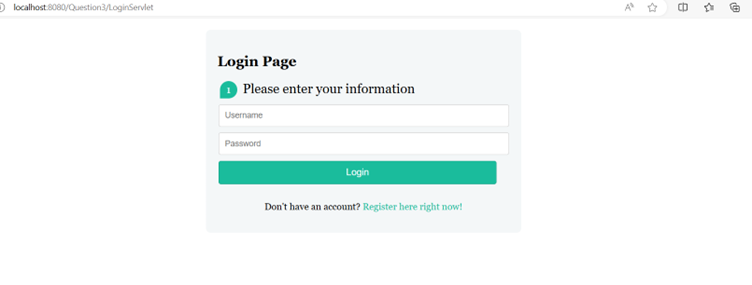 localhost:8080/Question3/LoginServlet
Login Page
1 Please enter your information
Username
Password
Login
Don't have an account? Register here right now!